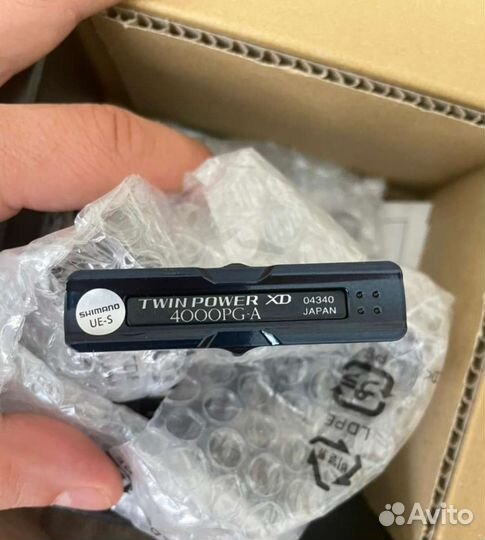 SHIMANO
UE-S
TWIN POWER XD
4000PG-A
04340
JAPAN
LDPE
Avito